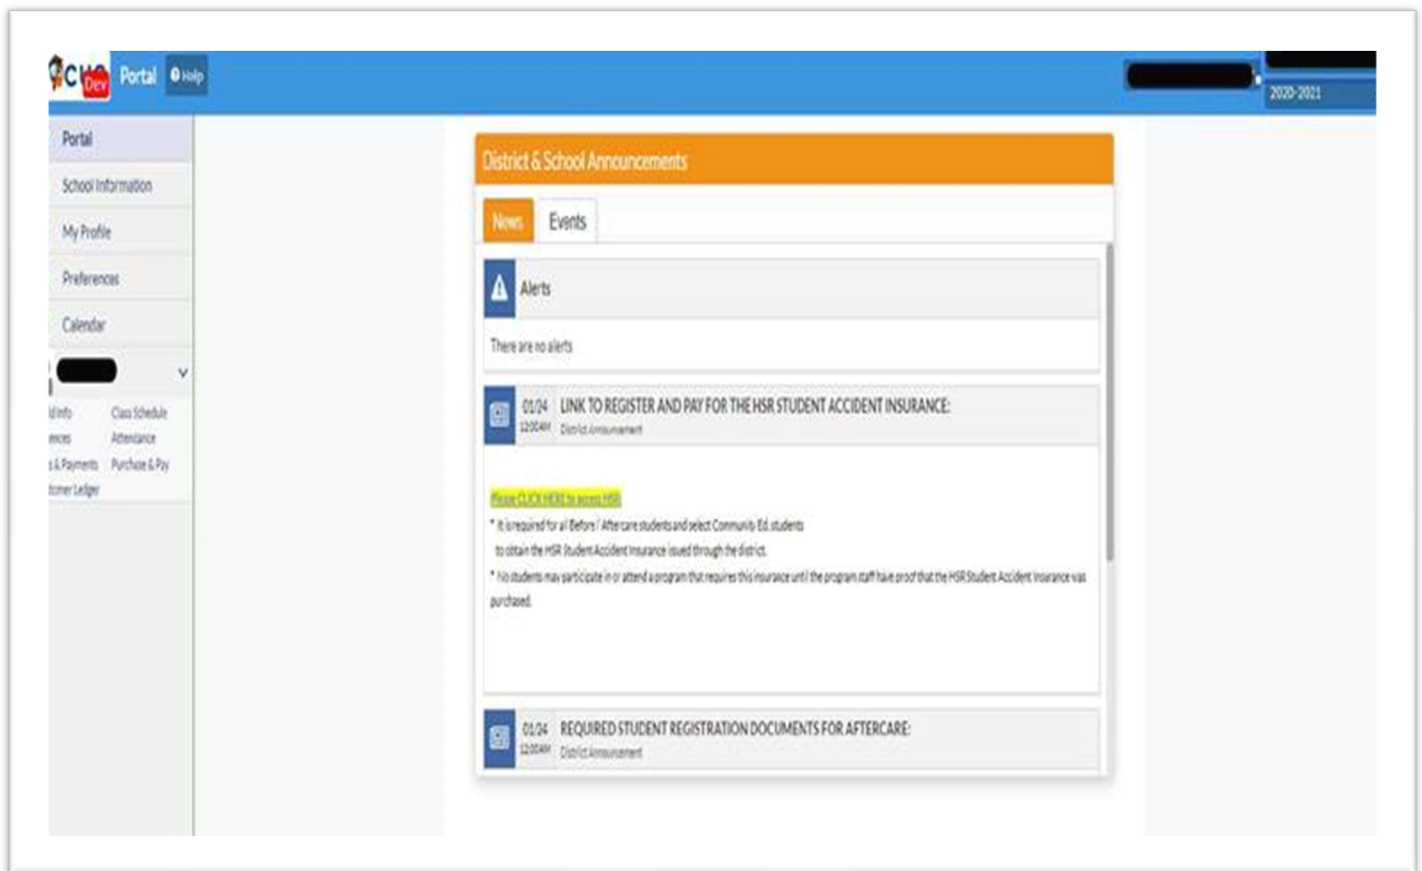 Dev Portal Help
2020-2021
Portal
School Information
My Profile
Preferences
Calendar
Class Schedule
Attendance
& Payments Purchase & Pay
Ledger
District & School Announcements
News Events
Alerts
There are no alerts
01/24 LINK TO REGISTER AND PAY FOR THE HSR STUDENT ACCIDENT INSURANCE:
12:00AM District Announcement
Please CLICK HERE to access HSR.
* It is required for all Before / After care students and select Community Ed. students
to obtain the HSR Student Accident Insurance issued through the district.
* No students may participate in or attend a program that requires this insurance until the program staff have proof that the HSR Student Accident Insurance was
purchased.
01/24 REQUIRED STUDENT REGISTRATION DOCUMENTS FOR AFTERCARE:
12:00AM District Announcement